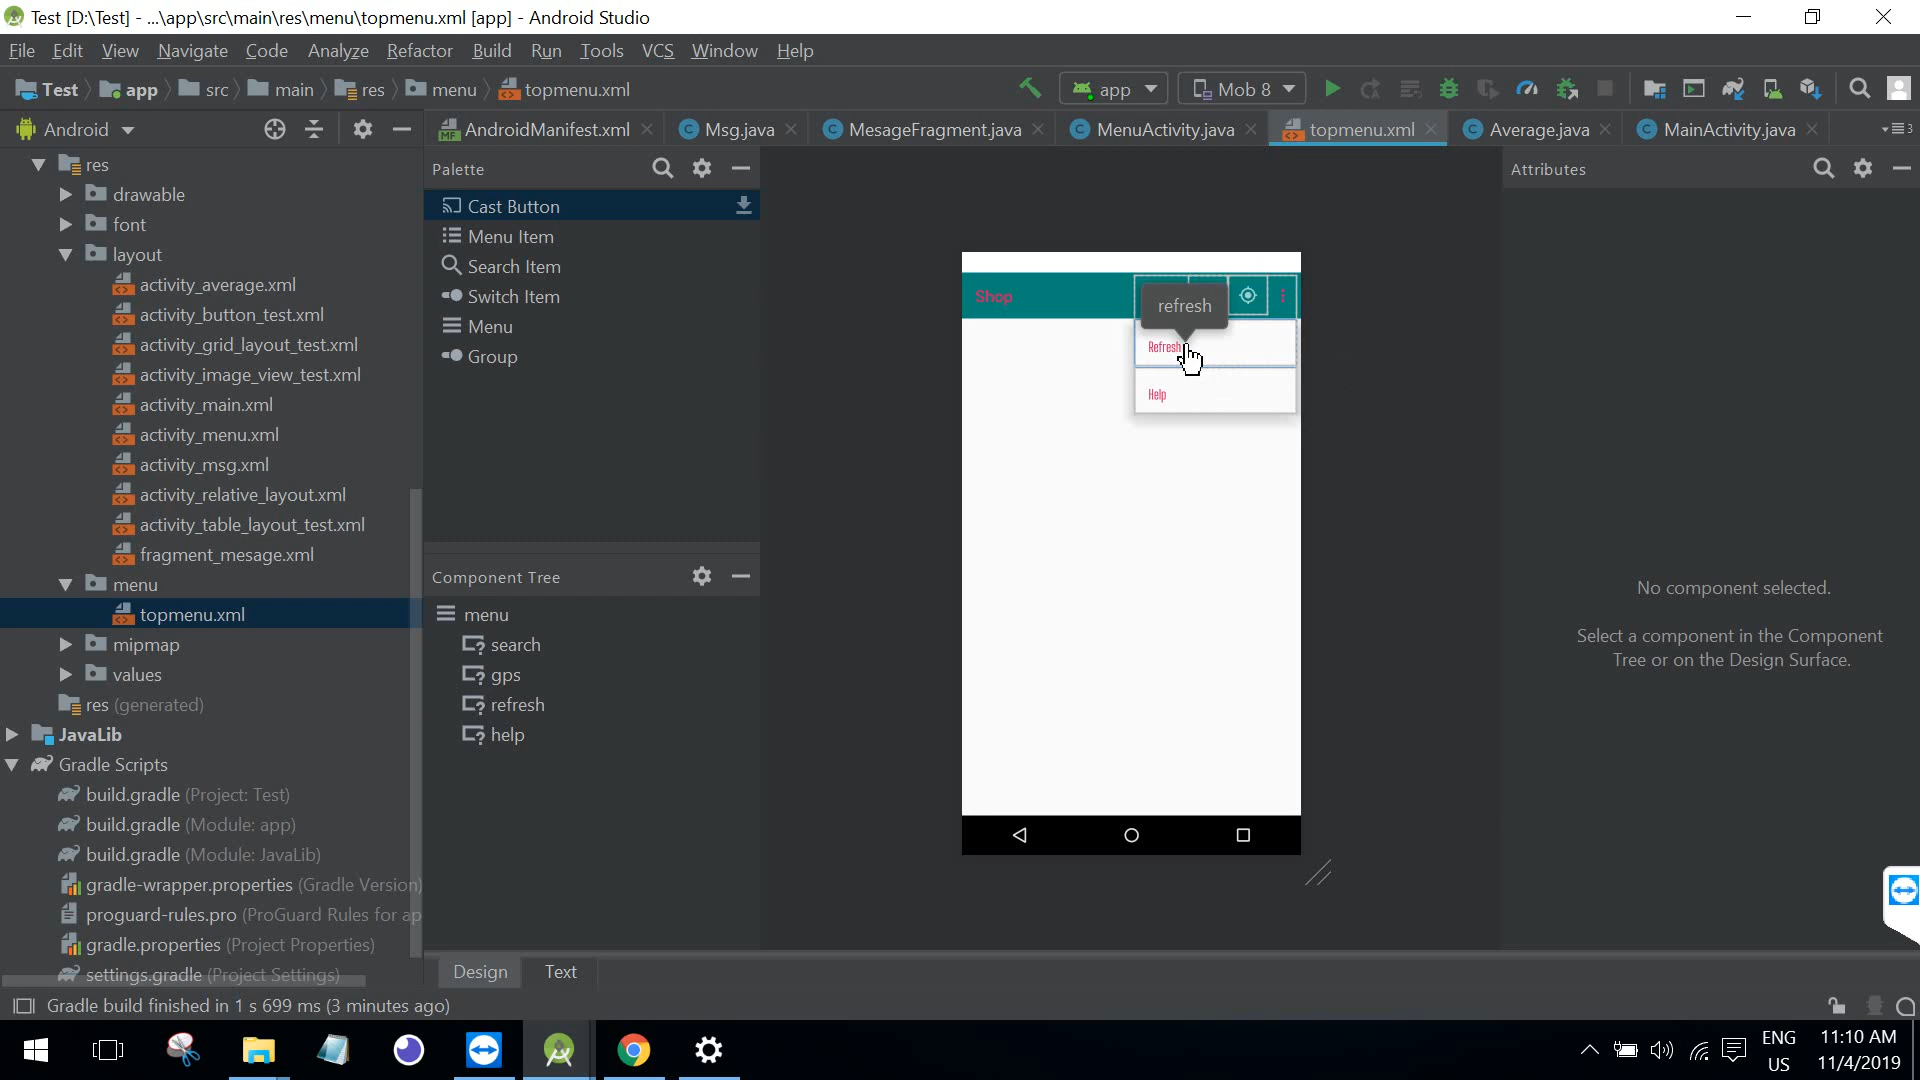 Test [D:\Test] - ...\app\src\main\res\menu\topmenu.xml [app] - Android Studio
File Edit View Navigate Code Analyze Refactor Build Run Tools VCS Window Help
Test app src main res menu topmenu.xml app Mob 8
Android AndroidManifest.xml Msg.java MesageFragment.java MenuActivity.java topmenu.xml Average.java MainActivity.java 3
res
drawable
font
layout
activity_average.xml
activity_button_test.xml
activity_grid_layout_test.xml
activity_image_view_test.xml
activity_main.xml
activity_menu.xml
activity_msg.xml
activity_relative_layout.xml
activity_table_layout_test.xml
fragment_mesage.xml
menu
topmenu.xml
mipmap
values
res (generated)
JavaLib
Gradle Scripts
build.gradle (Project: Test)
build.gradle (Module: app)
build.gradle (Module: JavaLib)
gradle-wrapper.properties (Gradle Version)
proguard-rules.pro (ProGuard Rules for ap
gradle.properties (Project Properties)
settings.gradle (Project Settings)
Palette
Cast Button
Menu Item
Search Item
Switch Item
Menu
Group
Component Tree
menu
search
gps
refresh
help
Shop
refresh
Refresh
Help
Attributes
No component selected.
Select a component in the Component
Tree or on the Design Surface.
Design Text
Gradle build finished in 1 s 699 ms (3 minutes ago)
ENG
US
11:10 AM
11/4/2019